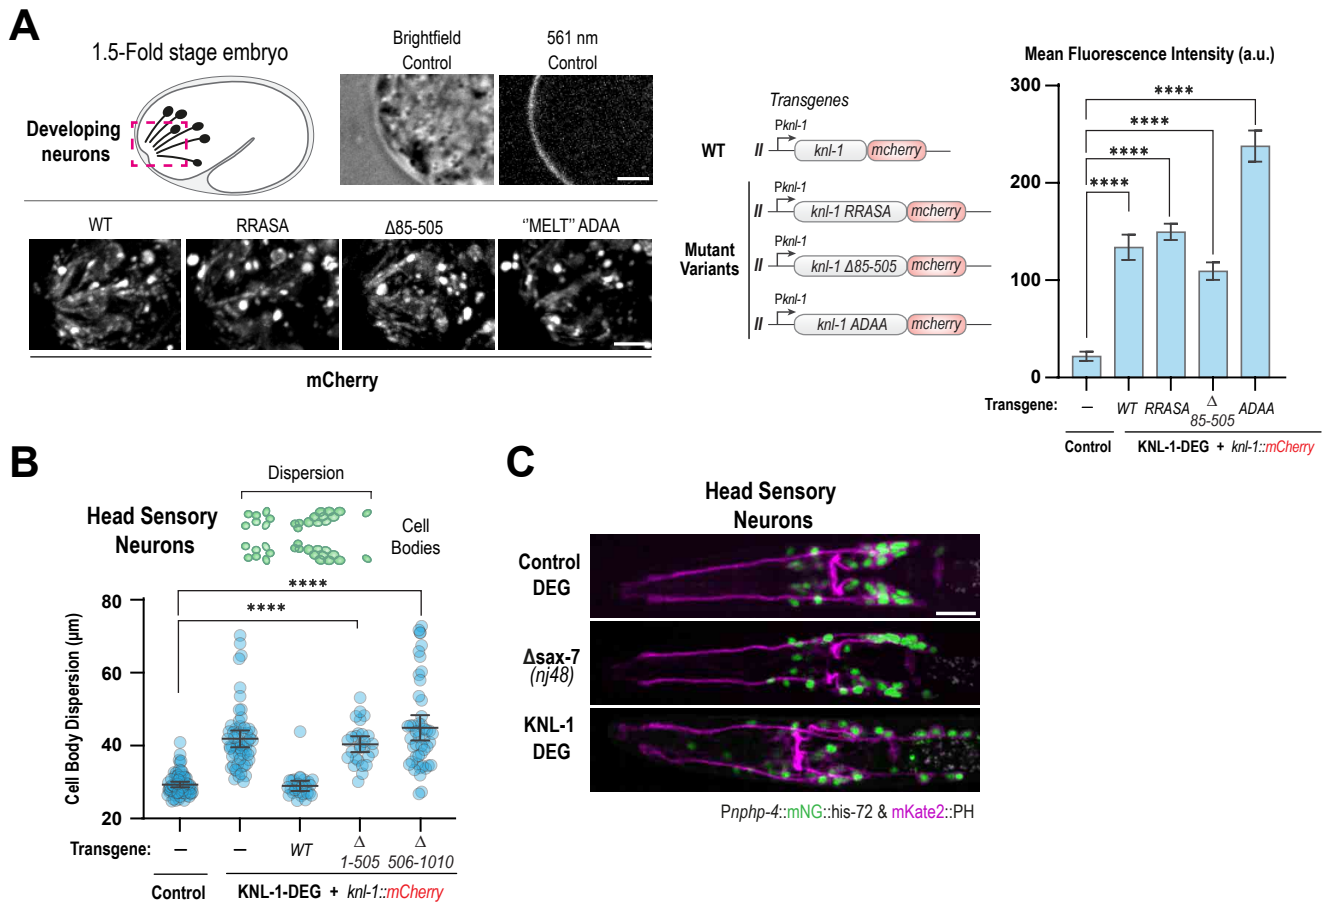 A
1.5-Fold stage embryo
Developing
neurons
Brightfield
Control
561 nm
Control
WT
RRASA
Δ85-505
“MELT” ADAA
mCherry
Transgenes
WT
II
Pknl-1
knl-1
mcherry
Mutant
Variants
II
Pknl-1
knl-1 RRASA
mcherry
II
Pknl-1
knl-1 Δ85-505
mcherry
II
Pknl-1
knl-1 ADAA
mcherry
Mean Fluorescence Intensity (a.u.)
300
200
100
0
****
****
****
****
Transgene:
–
WT
RRASA
Δ
85-505
ADAA
Control
KNL-1-DEG + knl-1::mCherry
B
Dispersion
Head Sensory
Neurons
Cell
Bodies
Cell Body Dispersion (µm)
80
60
40
20
****
****
Transgene:
–
–
WT
Δ
1-505
Δ
506-1010
Control
KNL-1-DEG + knl-1::mCherry
C
Head Sensory
Neurons
Control
DEG
Δsax-7
(nj48)
KNL-1
DEG
Pnphp-4::mNG::his-72 & mKate2::PH